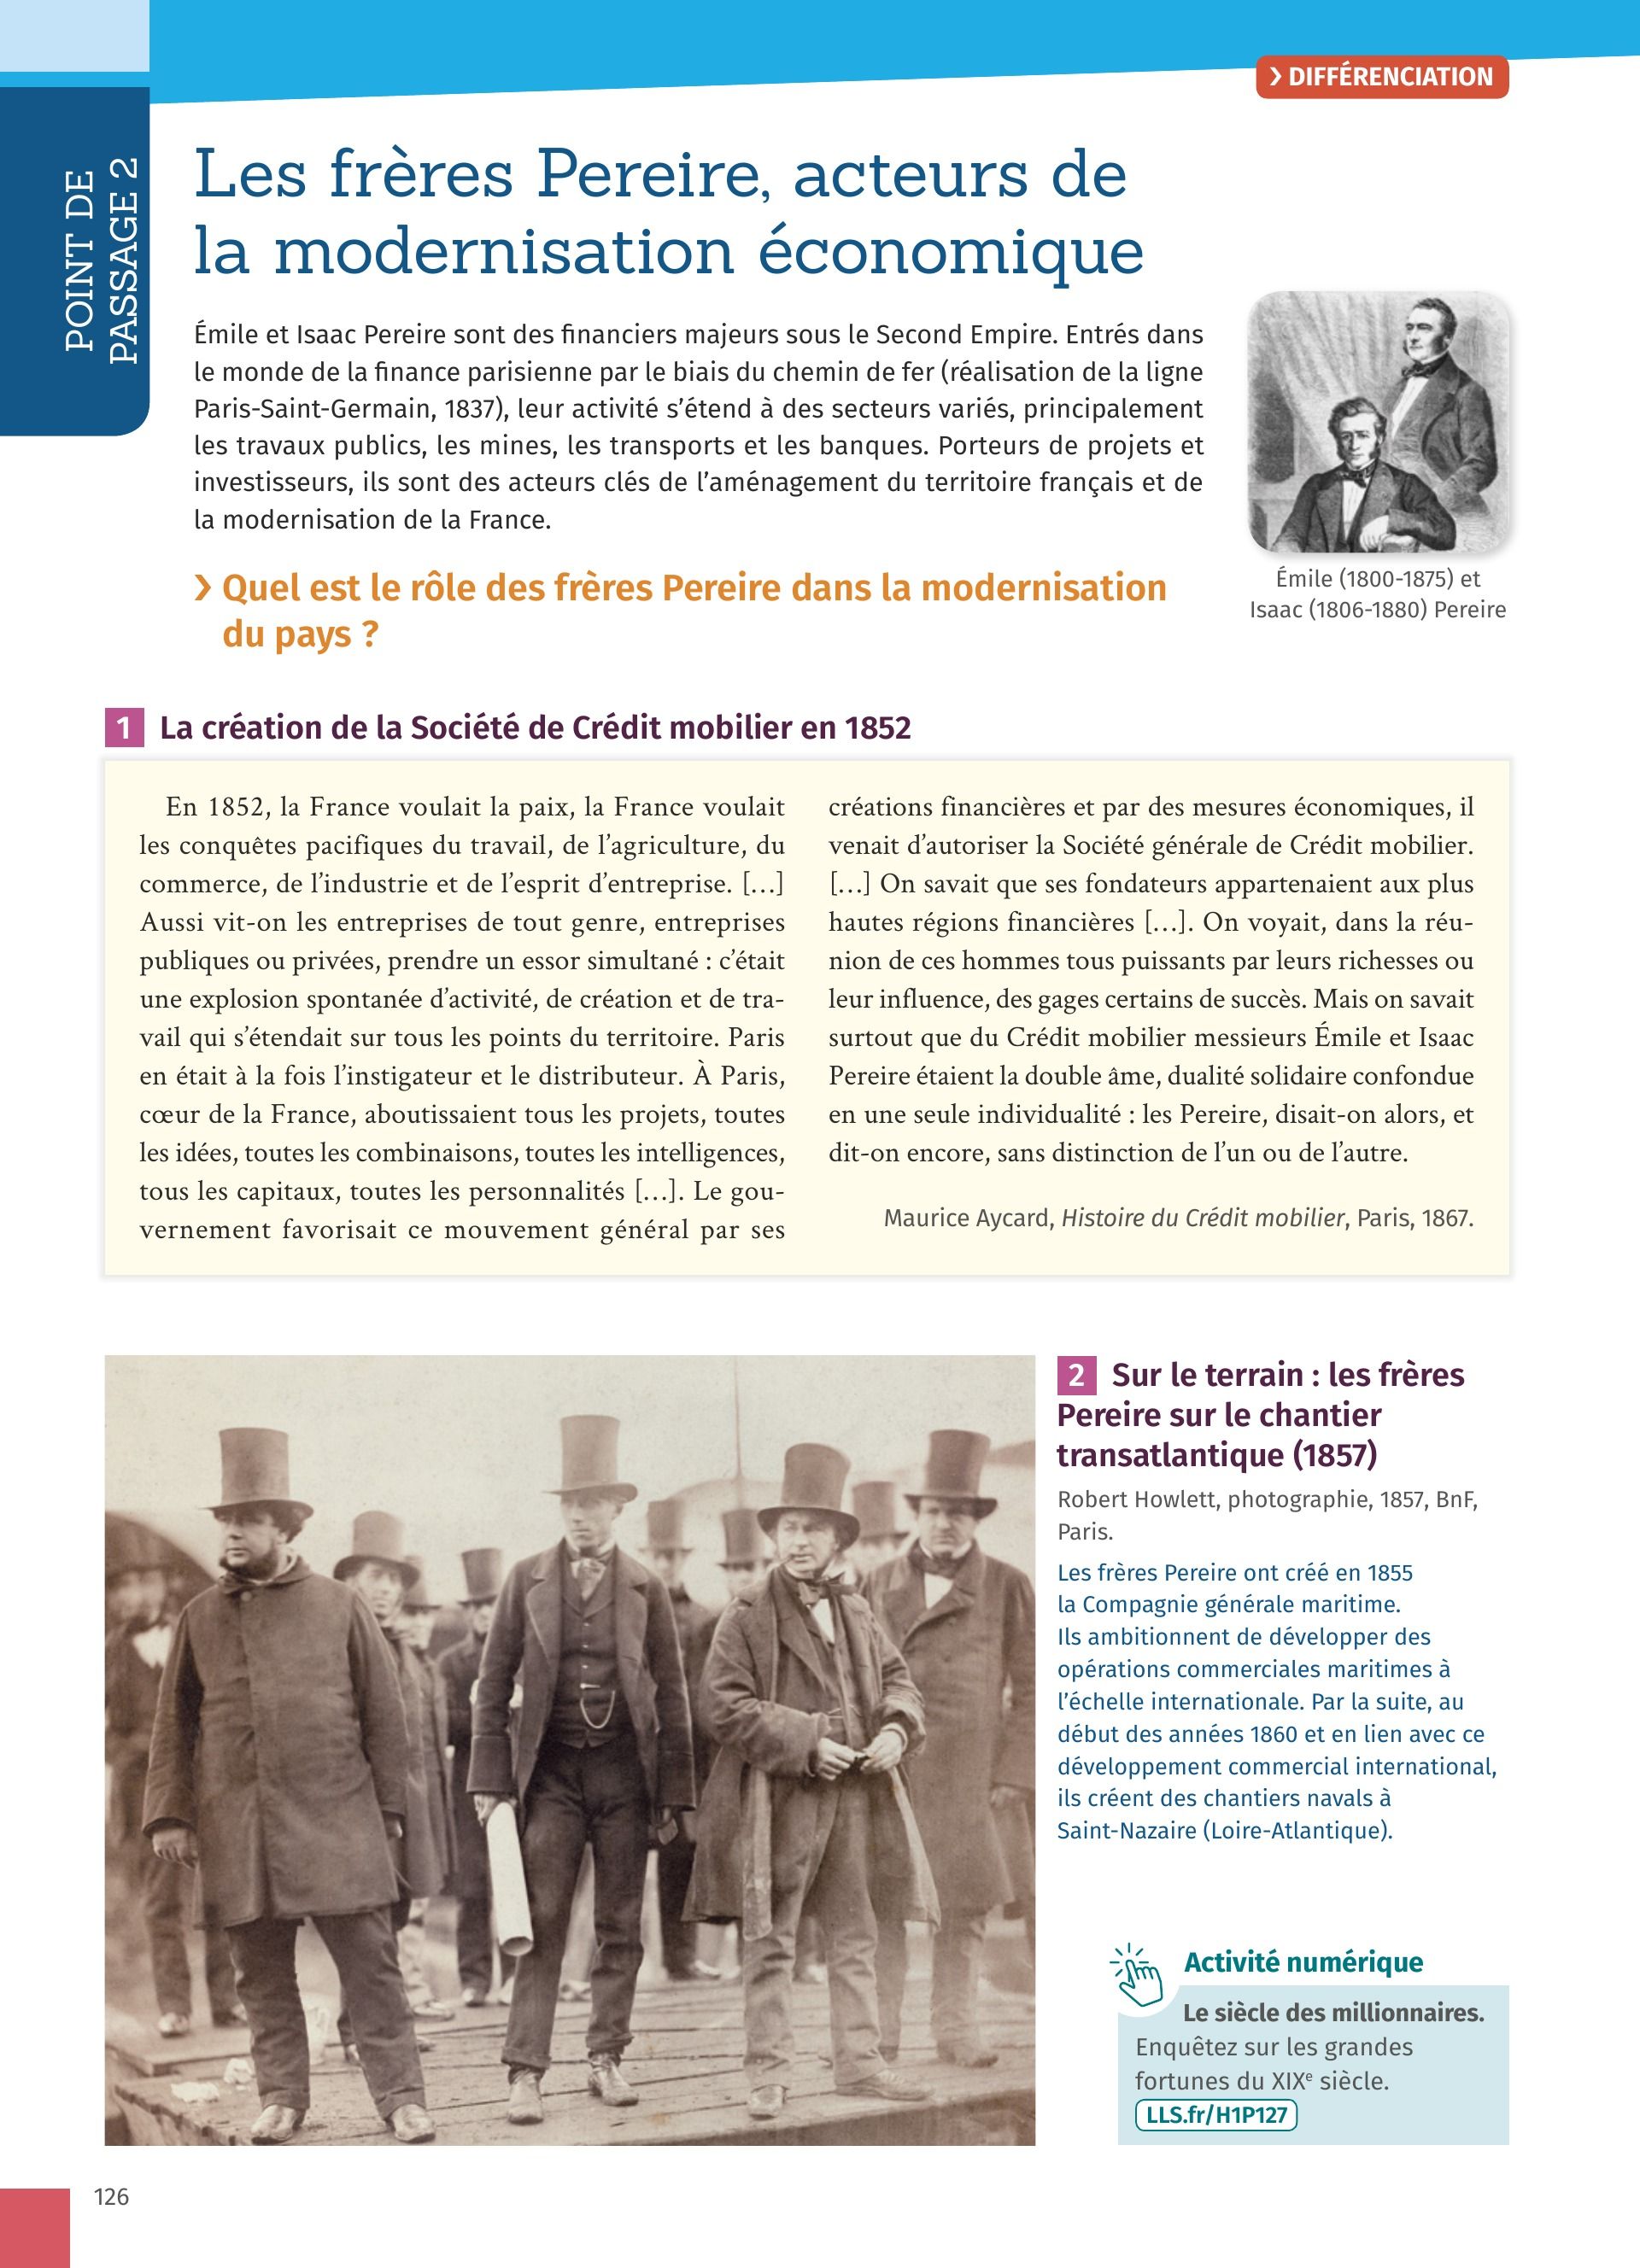 DIFFÉRENCIATION
POINT DE
PASSAGE 2
Les frères Pereire, acteurs de
la modernisation économique
Émile et Isaac Pereire sont des financiers majeurs sous le Second Empire. Entrés dans
le monde de la finance parisienne par le biais du chemin de fer (réalisation de la ligne
Paris-Saint-Germain, 1837), leur activité s’étend à des secteurs variés, principalement
les travaux publics, les mines, les transports et les banques. Porteurs de projets et
investisseurs, ils sont des acteurs clés de l’aménagement du territoire français et de
la modernisation de la France.
Quel est le rôle des frères Pereire dans la modernisation
du pays ?
Émile (1800-1875) et
Isaac (1806-1880) Pereire
1 La création de la Société de Crédit mobilier en 1852
En 1852, la France voulait la paix, la France voulait
les conquêtes pacifiques du travail, de l’agriculture, du
commerce, de l’industrie et de l’esprit d’entreprise. […]
Aussi vit-on les entreprises de tout genre, entreprises
publiques ou privées, prendre un essor simultané : c’était
une explosion spontanée d’activité, de création et de tra-
vail qui s’étendait sur tous les points du territoire. Paris
en était à la fois l’instigateur et le distributeur. À Paris,
cœur de la France, aboutissaient tous les projets, toutes
les idées, toutes les combinaisons, toutes les intelligences,
tous les capitaux, toutes les personnalités […]. Le gou-
vernement favorisait ce mouvement général par ses
créations financières et par des mesures économiques, il
venait d’autoriser la Société générale de Crédit mobilier.
[…] On savait que ses fondateurs appartenaient aux plus
hautes régions financières […]. On voyait, dans la réu-
nion de ces hommes tous puissants par leurs richesses ou
leur influence, des gages certains de succès. Mais on savait
surtout que du Crédit mobilier messieurs Émile et Isaac
Pereire étaient la double âme, dualité solidaire confondue
en une seule individualité : les Pereire, disait-on alors, et
dit-on encore, sans distinction de l’un ou de l’autre.
Maurice Aycard, Histoire du Crédit mobilier, Paris, 1867.
2 Sur le terrain : les frères
Pereire sur le chantier
transatlantique (1857)
Robert Howlett, photographie, 1857, BnF,
Paris.
Les frères Pereire ont créé en 1855
la Compagnie générale maritime.
Ils ambitionnent de développer des
opérations commerciales maritimes à
l’échelle internationale. Par la suite, au
début des années 1860 et en lien avec ce
développement commercial international,
ils créent des chantiers navals à
Saint-Nazaire (Loire-Atlantique).
Activité numérique
Le siècle des millionnaires.
Enquêtez sur les grandes
fortunes du XIXe siècle.
LLS.fr/H1P127
126